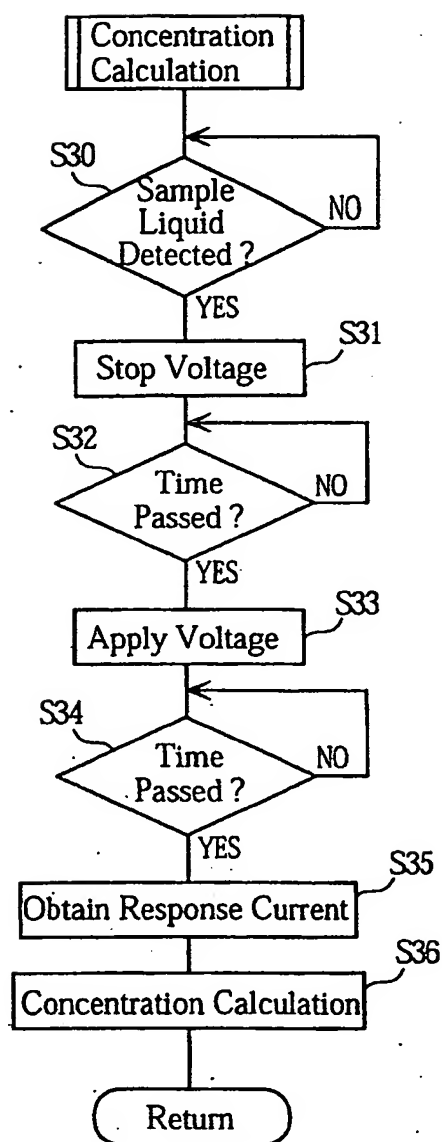 Concentration
Calculation
S30
Sample
Liquid
Detected ?
NO
YES
S31
Stop Voltage
S32
Time
Passed ?
NO
YES
S33
Apply Voltage
S34
Time
Passed ?
NO
YES
S35
Obtain Response Current
S36
Concentration Calculation
Return